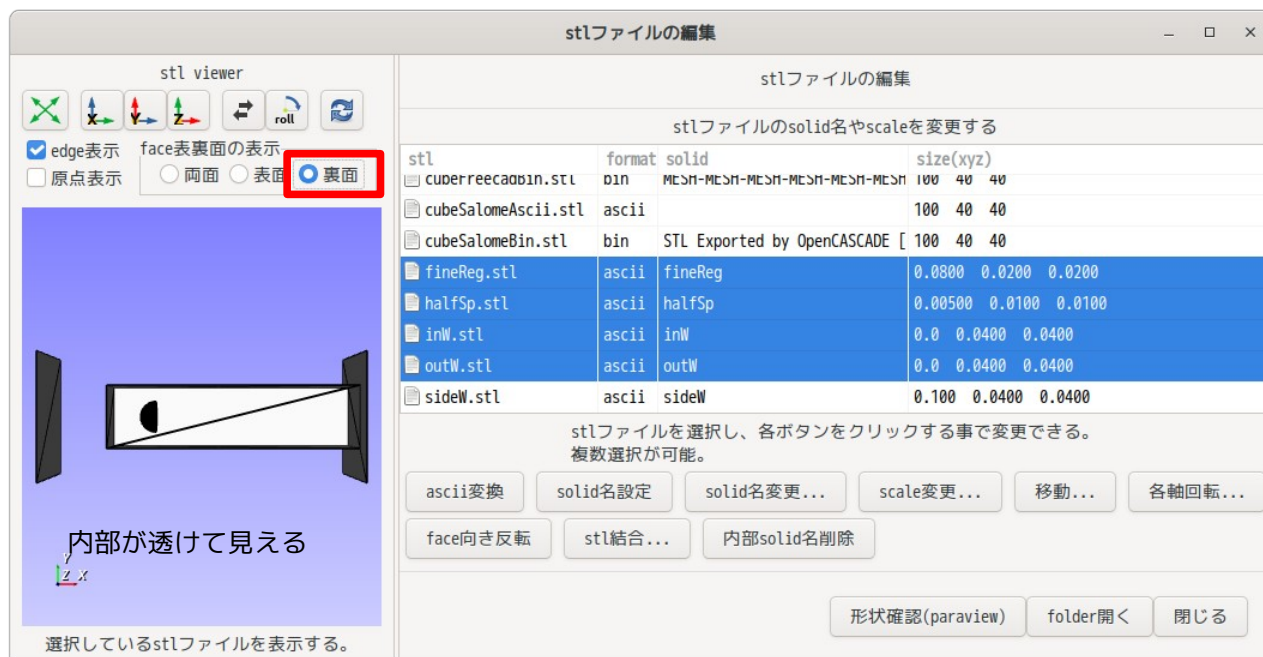 stlファイルの編集
stl viewer
X
Y
Z
roll
edge表示
face表裏面の表示
原点表示
両面
表面
裏面
内部が透けて見える
Y
Z X
選択しているstlファイルを表示する。
stlファイルの編集
stlファイルのsolid名やscaleを変更する
stl format solid size(xyz)
cubeFreecadBin.stl bin MESH-MESH-MESH-MESH-MESH-MESH 100 40 40
cubeSalomeAscii.stl ascii 100 40 40
cubeSalomeBin.stl bin STL Exported by OpenCASCADE [ 100 40 40
fineReg.stl ascii fineReg 0.0800 0.0200 0.0200
halfSp.stl ascii halfSp 0.00500 0.0100 0.0100
inW.stl ascii inW 0.0 0.0400 0.0400
outW.stl ascii outW 0.0 0.0400 0.0400
sideW.stl ascii sideW 0.100 0.0400 0.0400
stlファイルを選択し、各ボタンをクリックする事で変更できる。
複数選択が可能。
ascii変換 solid名設定 solid名変更... scale変更... 移動... 各軸回転...
face向き反転 stl結合... 内部solid名削除
形状確認(paraview) folder開く 閉じる